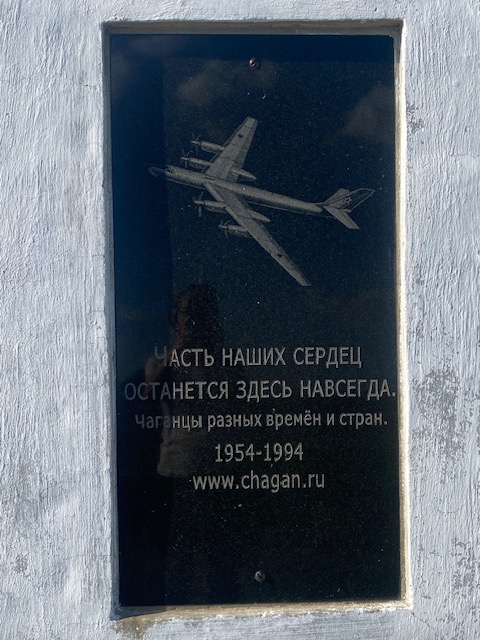 Часть наших сердец
останется здесь навсегда.
Чаганцы разных времён и стран.
1954-1994
www.chagan.ru